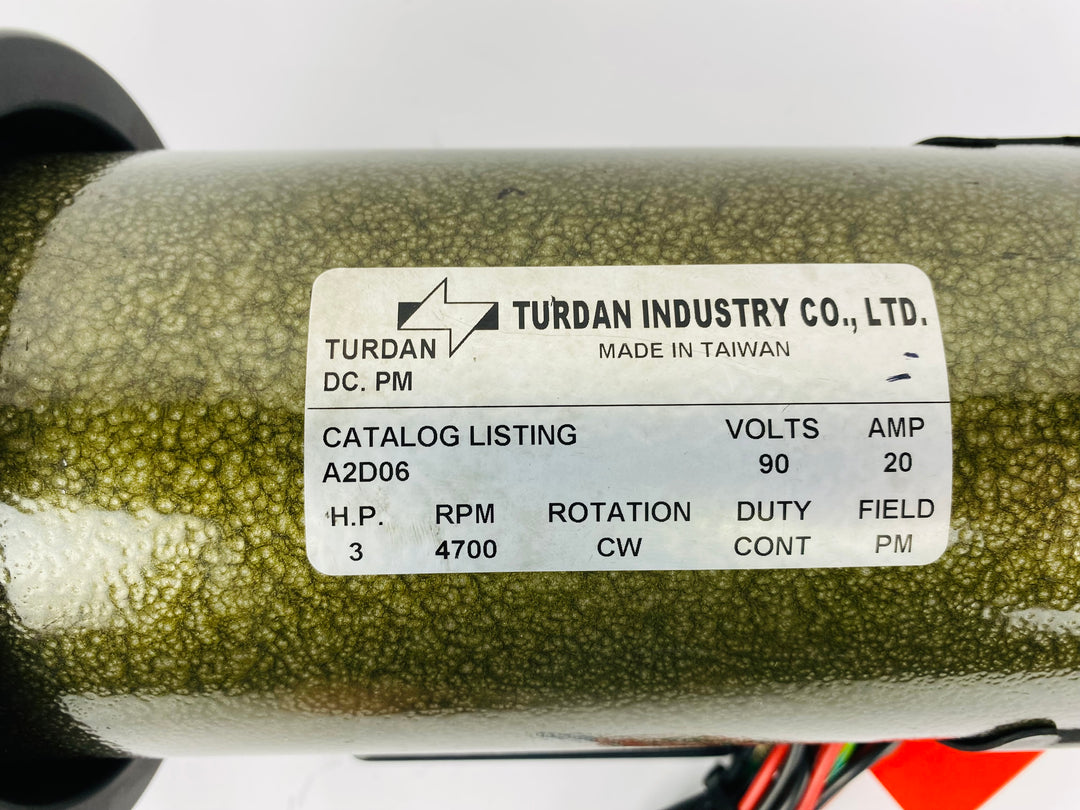 TURDAN INDUSTRY CO., LTD.
TURDAN
MADE IN TAIWAN
DC. PM
CATALOG LISTING VOLTS AMP
A2D06 90 20
H.P. RPM ROTATION DUTY FIELD
3 4700 CW CONT PM